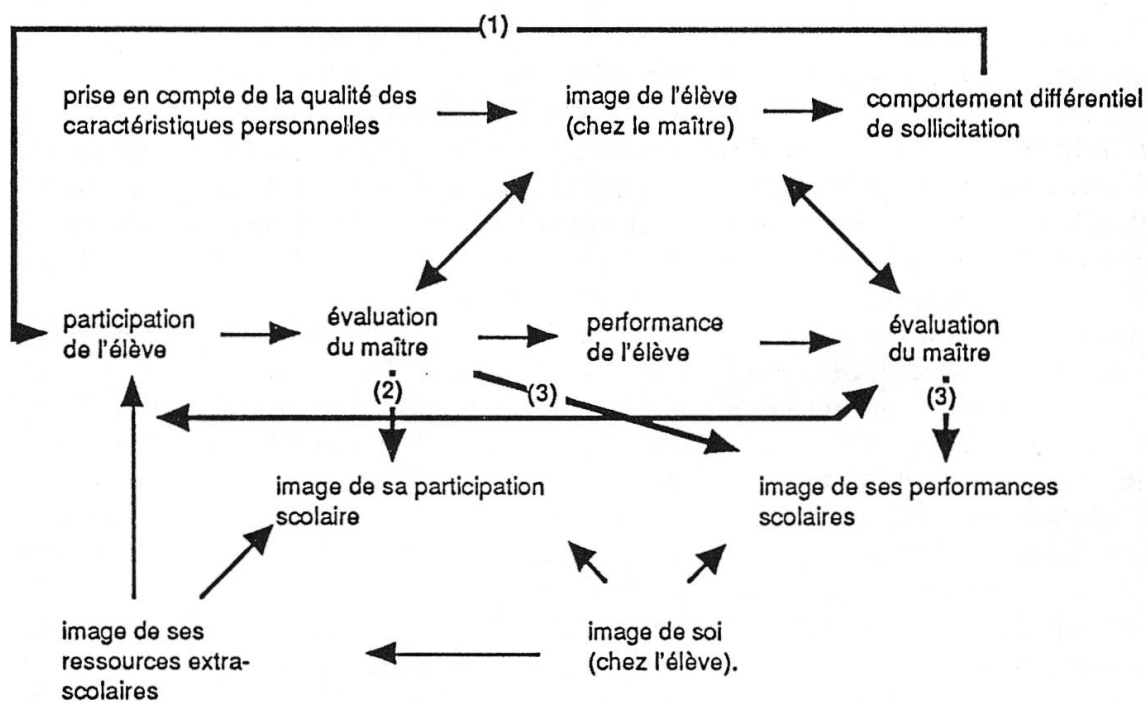 (1)
prise en compte de la qualité des
caractéristiques personnelles
image de l'élève
(chez le maître)
comportement différentiel
de sollicitation
participation
de l'élève
évaluation
du maître
performance
de l'élève
évaluation
du maître
(2)
(3)
(3)
image de sa participation
scolaire
image de ses performances
scolaires
image de ses
ressources extra-
scolaires
image de soi
(chez l'élève).